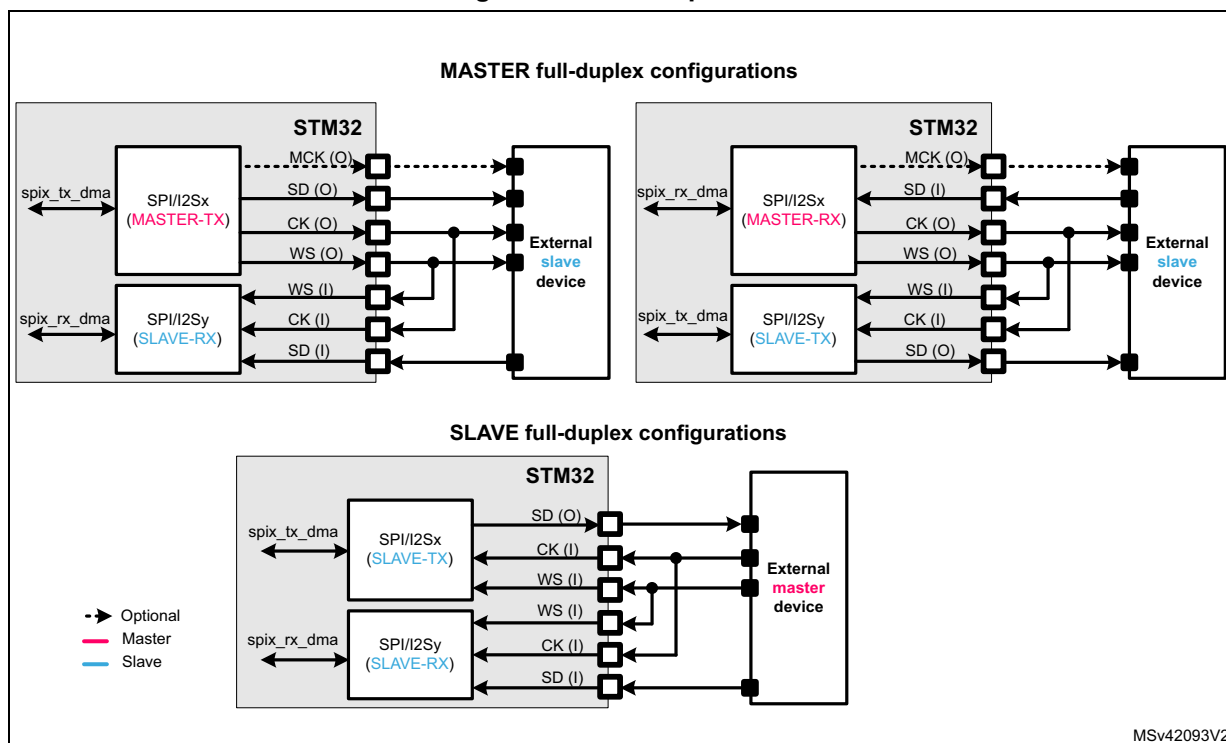 MASTER full-duplex configurations
STM32
MCK (O)
spix_tx_dma
SPI/I2Sx
(MASTER-TX)
SD (O)
CK (O)
WS (O)
External
slave
device
WS (I)
spix_rx_dma
SPI/I2Sy
(SLAVE-RX)
CK (I)
SD (I)
STM32
MCK (O)
spix_rx_dma
SPI/I2Sx
(MASTER-RX)
SD (I)
CK (O)
WS (O)
External
slave
device
WS (I)
spix_tx_dma
SPI/I2Sy
(SLAVE-TX)
CK (I)
SD (O)
SLAVE full-duplex configurations
STM32
SD (O)
spix_tx_dma
SPI/I2Sx
(SLAVE-TX)
CK (I)
WS (I)
External
master
device
WS (I)
spix_rx_dma
SPI/I2Sy
(SLAVE-RX)
CK (I)
SD (I)
Optional
Master
Slave
MSv42093V2